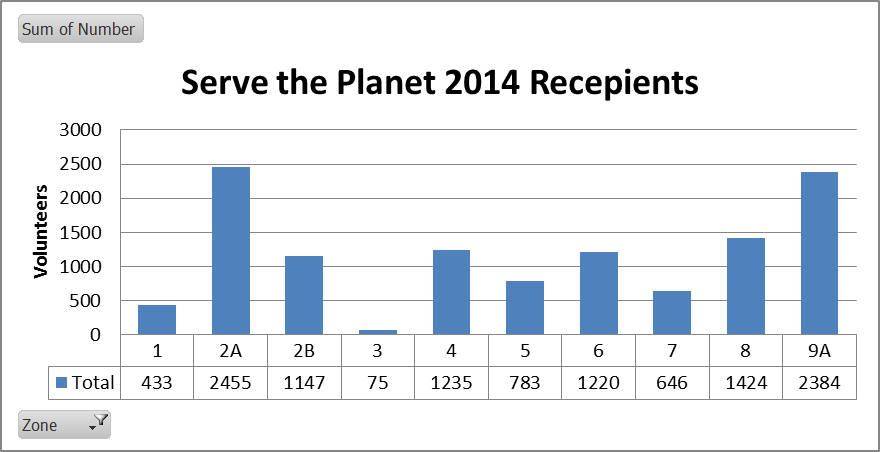 Sum of Number
Serve the Planet 2014 Recepients
Volunteers
3000
2500
2000
1500
1000
500
0
1 2A 2B 3 4 5 6 7 8 9A
Total 433 2455 1147 75 1235 783 1220 646 1424 2384
Zone